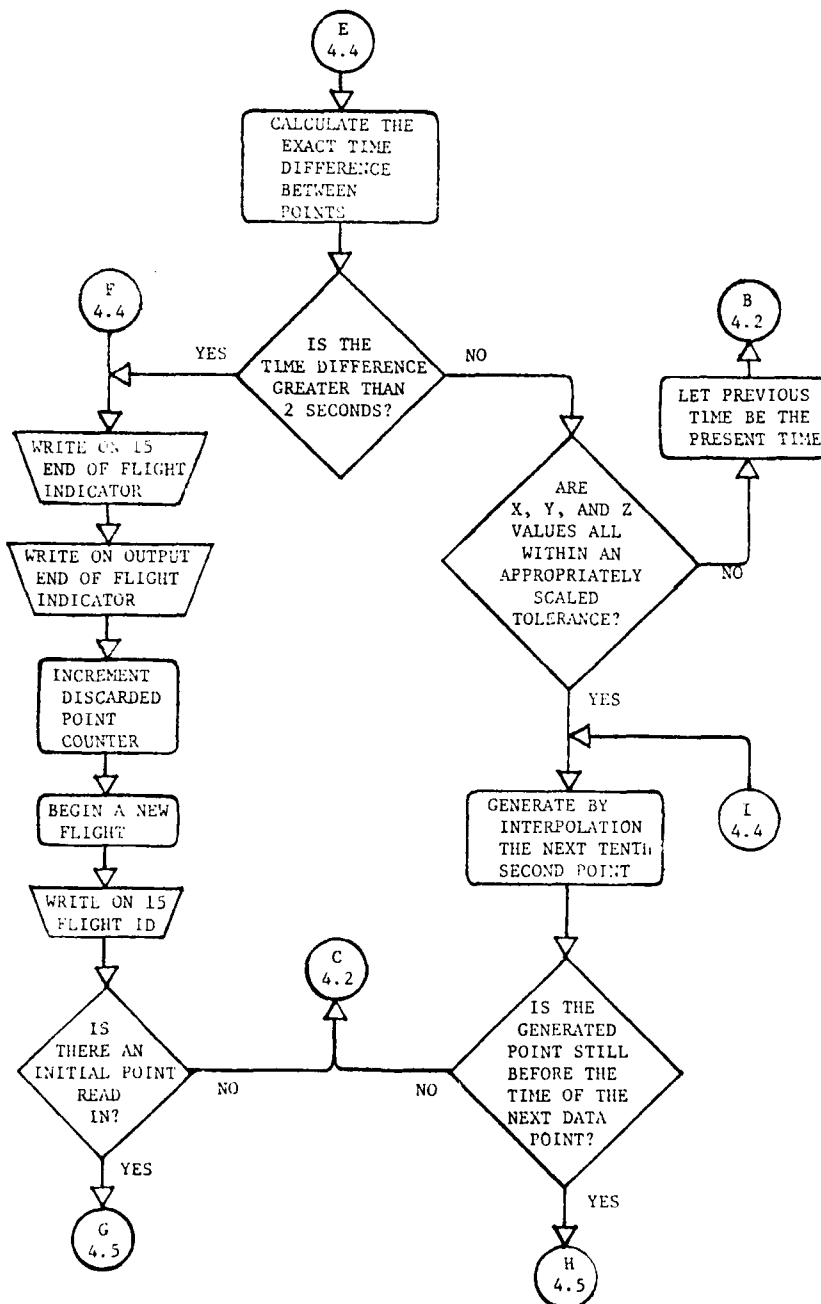 E
4.4
CALCULATE THE
EXACT TIME
DIFFERENCE
BETWEEN
POINTS
IS THE
TIME DIFFERENCE
GREATER THAN
2 SECONDS?
YES
NO
F
4.4
B
4.2
LET PREVIOUS
TIME BE THE
PRESENT TIME
WRITE ON 15
END OF FLIGHT
INDICATOR
ARE
X, Y, AND Z
VALUES ALL
WITHIN AN
APPROPRIATELY
SCALED
TOLERANCE?
NO
YES
WRITE ON OUTPUT
END OF FLIGHT
INDICATOR
INCREMENT
DISCARDED
POINT
COUNTER
BEGIN A NEW
FLIGHT
WRITE ON 15
FLIGHT ID
GENERATE BY
INTERPOLATION
THE NEXT TENTH
SECOND POINT
I
4.4
C
4.2
IS
THERE AN
INITIAL POINT
READ
IN?
NO
YES
G
4.5
IS THE
GENERATED
POINT STILL
BEFORE THE
TIME OF THE
NEXT DATA
POINT?
NO
YES
H
4.5